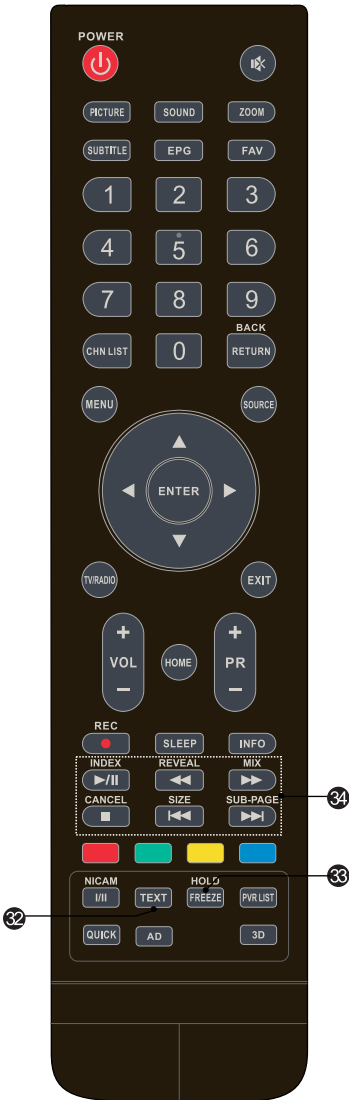 POWER
PICTURE SOUND ZOOM
SUBTITLE EPG FAV
1 2 3
4 5 6
7 8 9
BACK
CHN LIST 0 RETURN
MENU SOURCE
ENTER
TV/RADIO EXIT
+ +
VOL HOME PR
− −
REC
SLEEP INFO
INDEX REVEAL MIX
CANCEL SIZE SUB-PAGE
34
NICAM HOLD 33
I/II TEXT FREEZE PVR LIST
32
QUICK AD 3D